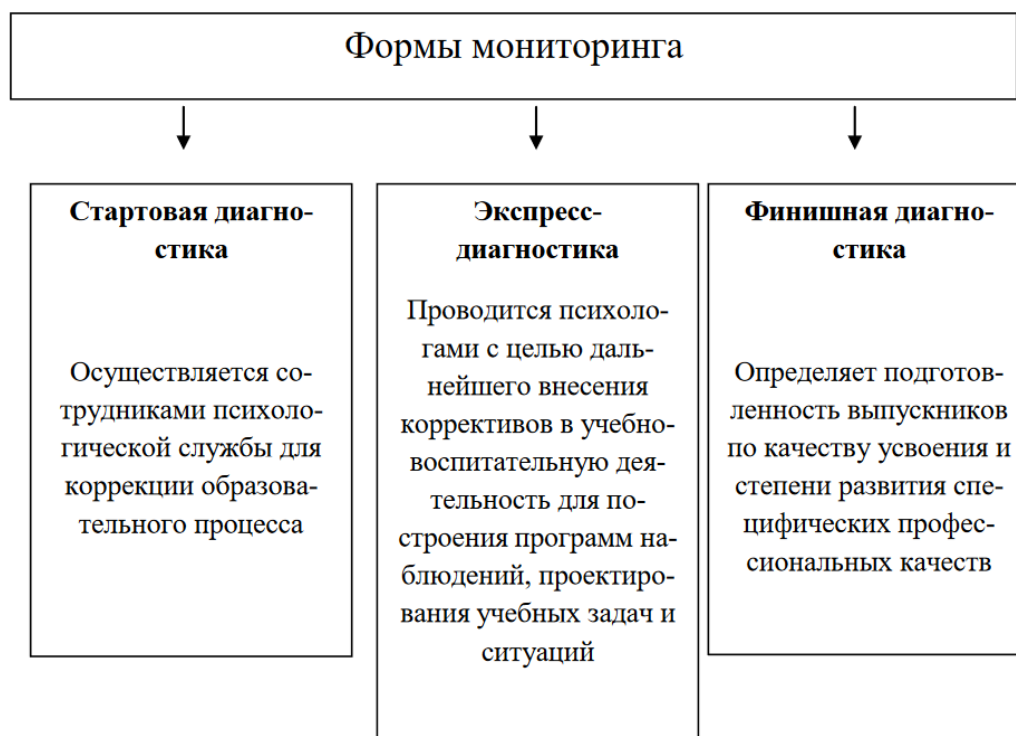 Формы мониторинга
Стартовая диагно-
стика
Осуществляется со-
трудниками психоло-
гической службы для
коррекции образова-
тельного процесса
Экспресс-
диагностика
Проводится психоло-
гами с целью даль-
нейшего внесения
коррективов в учебно-
воспитательную дея-
тельность для по-
строения программ на-
блюдений, проектиро-
вания учебных задач и
ситуаций
Финишная диагно-
стика
Определяет подготов-
ленность выпускников
по качеству усвоения и
степени развития спе-
цифических профес-
сиональных качеств